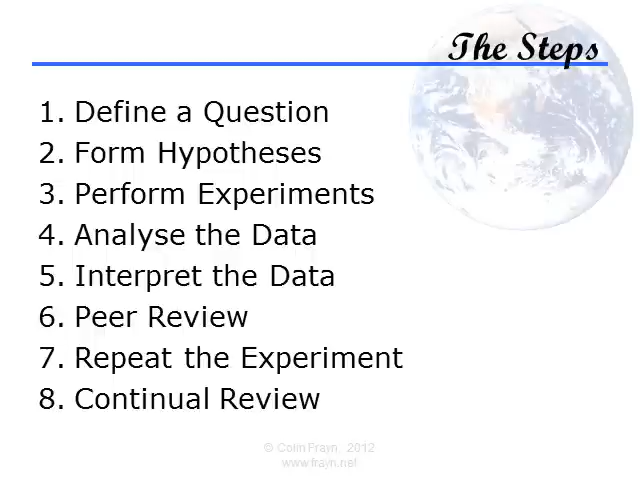 The Steps
1. Define a Question
2. Form Hypotheses
3. Perform Experiments
4. Analyse the Data
5. Interpret the Data
6. Peer Review
7. Repeat the Experiment
8. Continual Review
© Colin Frayn, 2012
www.frayn.net